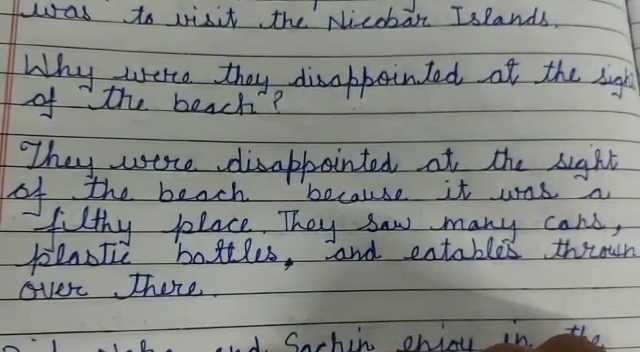 was to visit the Nicobar Islands.
Why were they disappointed at the sight
of the beach?
They were disappointed at the sight
of the beach because it was a
filthy place. They saw many cans,
plastic bottles, and eatables thrown
over there.
and Sachin enjoy in the